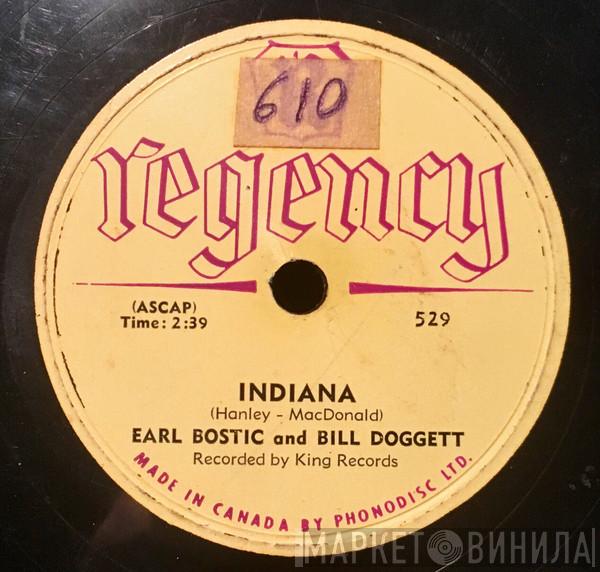 610
regency
(ASCAP)
Time: 2:39
529
INDIANA
(Hanley - MacDonald)
EARL BOSTIC and BILL DOGGETT
Recorded by King Records
MADE IN CANADA BY PHONODISC LTD.
МАРКЕТ ВИНИЛА